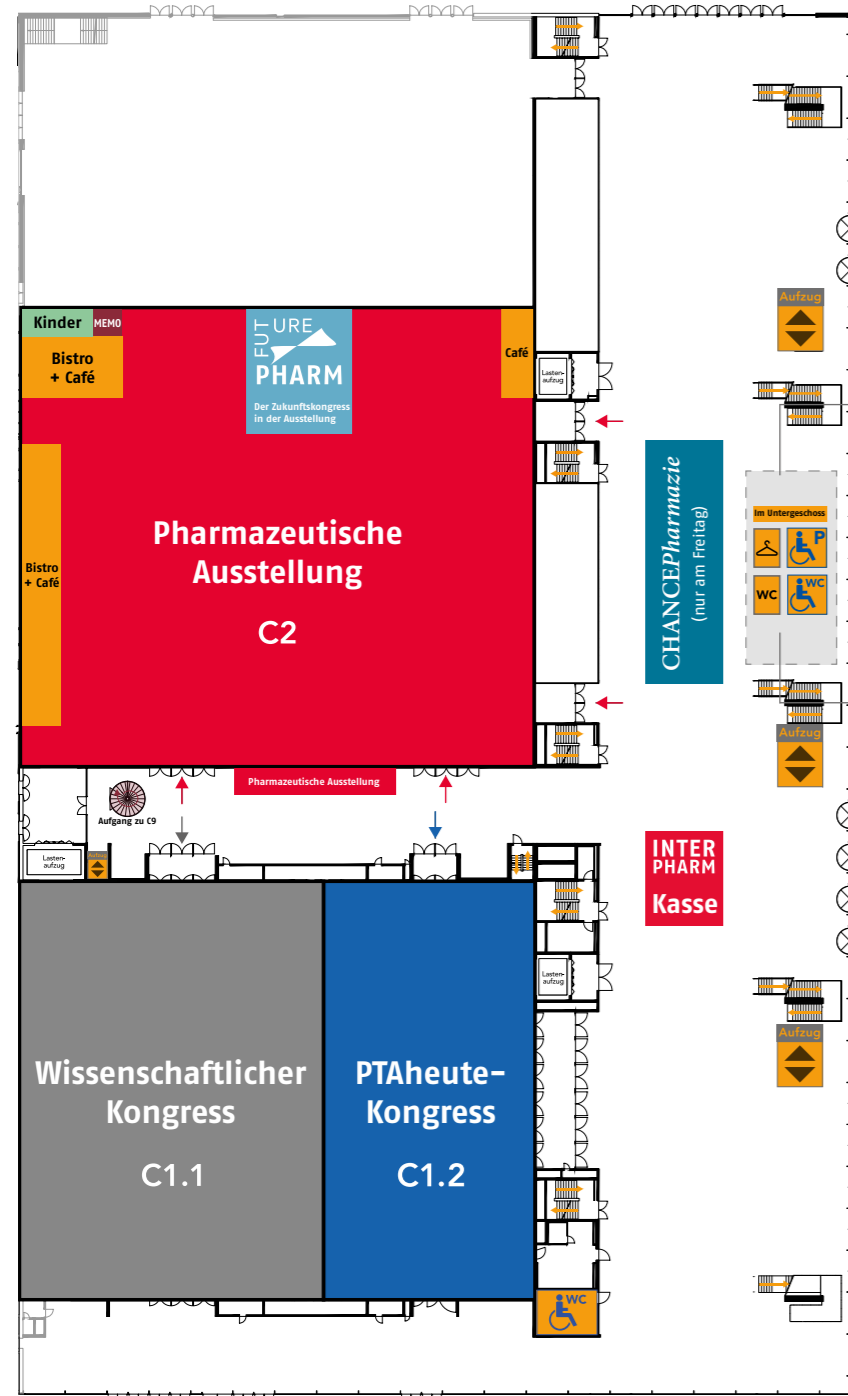 Aufzug
Kinder
MEMO
Bistro
+ Café
FUTURE
PHARM
Der Zukunftskongress
in der Ausstellung
Café
Lasten-
aufzug
CHANCEPharmazie
(nur am Freitag)
Im Untergeschoss
P
WC
WC
Pharmazeutische
Ausstellung
C2
Bistro
+ Café
Aufzug
Pharmazeutische Ausstellung
Aufgang zu C9
Lasten-
aufzug
Aufzug
INTER
PHARM
Kasse
Lasten-
aufzug
Aufzug
Wissenschaftlicher
Kongress
C1.1
PTAheute-
Kongress
C1.2
WC